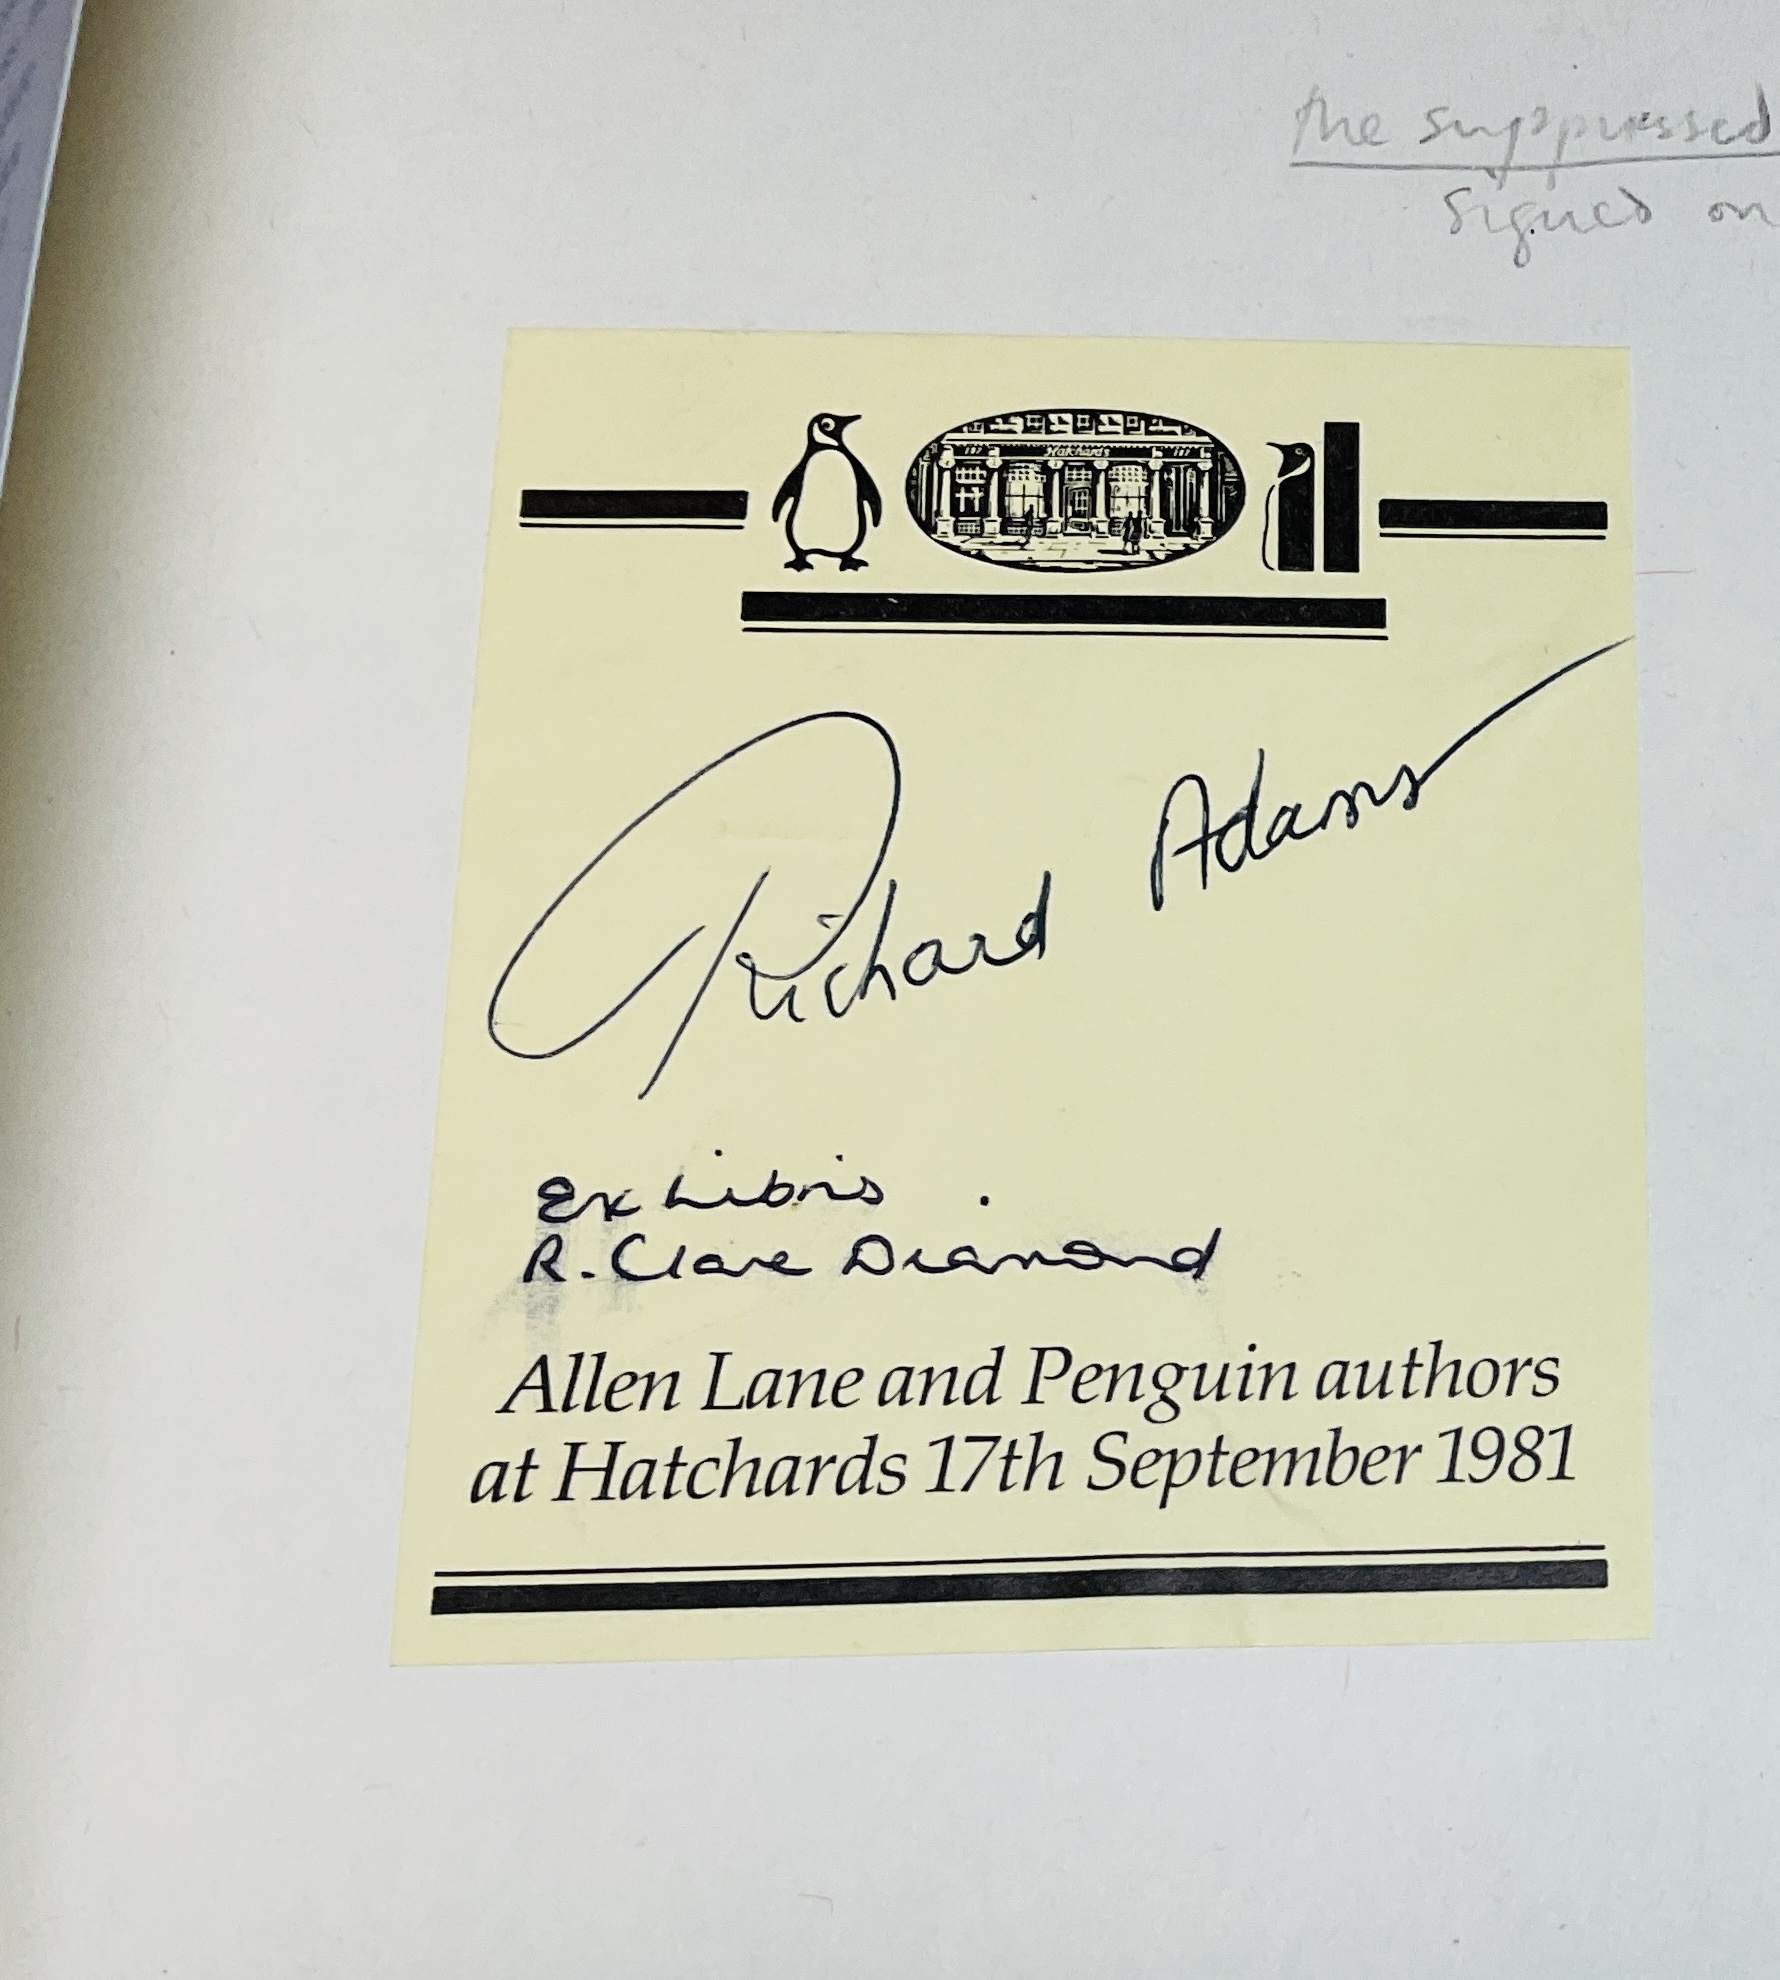 the suppressed
signed on
Hatchards
Richard Adams
Ex Libris
R. Clare Diamond
Allen Lane and Penguin authors
at Hatchards 17th September 1981